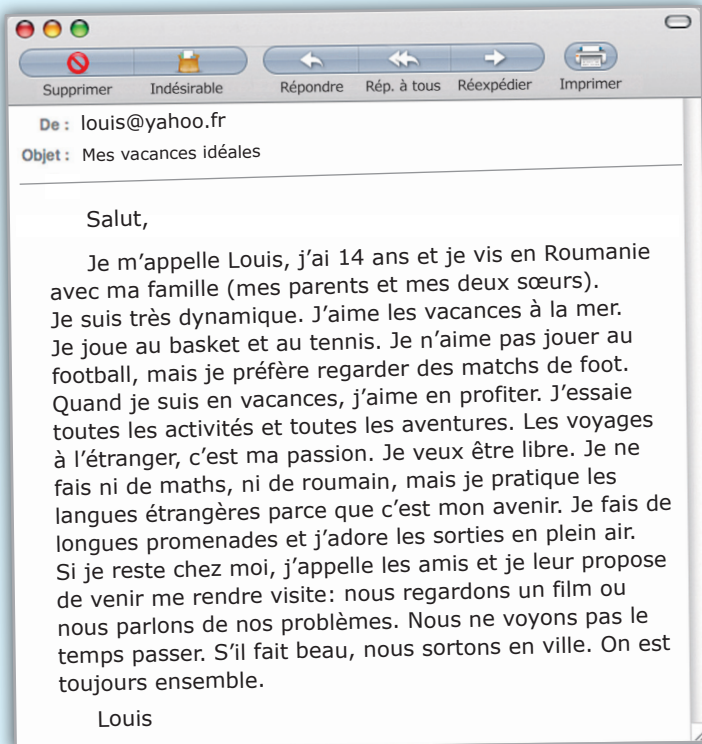 Supprimer Indésirable Répondre Rép. à tous Réexpédier Imprimer
De : louis@yahoo.fr
Objet : Mes vacances idéales
Salut,
Je m'appelle Louis, j'ai 14 ans et je vis en Roumanie
avec ma famille (mes parents et mes deux sœurs).
Je suis très dynamique. J'aime les vacances à la mer.
Je joue au basket et au tennis. Je n'aime pas jouer au
football, mais je préfère regarder des matchs de foot.
Quand je suis en vacances, j'aime en profiter. J'essaie
toutes les activités et toutes les aventures. Les voyages
à l'étranger, c'est ma passion. Je veux être libre. Je ne
fais ni de maths, ni de roumain, mais je pratique les
langues étrangères parce que c'est mon avenir. Je fais de
longues promenades et j'adore les sorties en plein air.
Si je reste chez moi, j'appelle les amis et je leur propose
de venir me rendre visite: nous regardons un film ou
nous parlons de nos problèmes. Nous ne voyons pas le
temps passer. S'il fait beau, nous sortons en ville. On est
toujours ensemble.
Louis